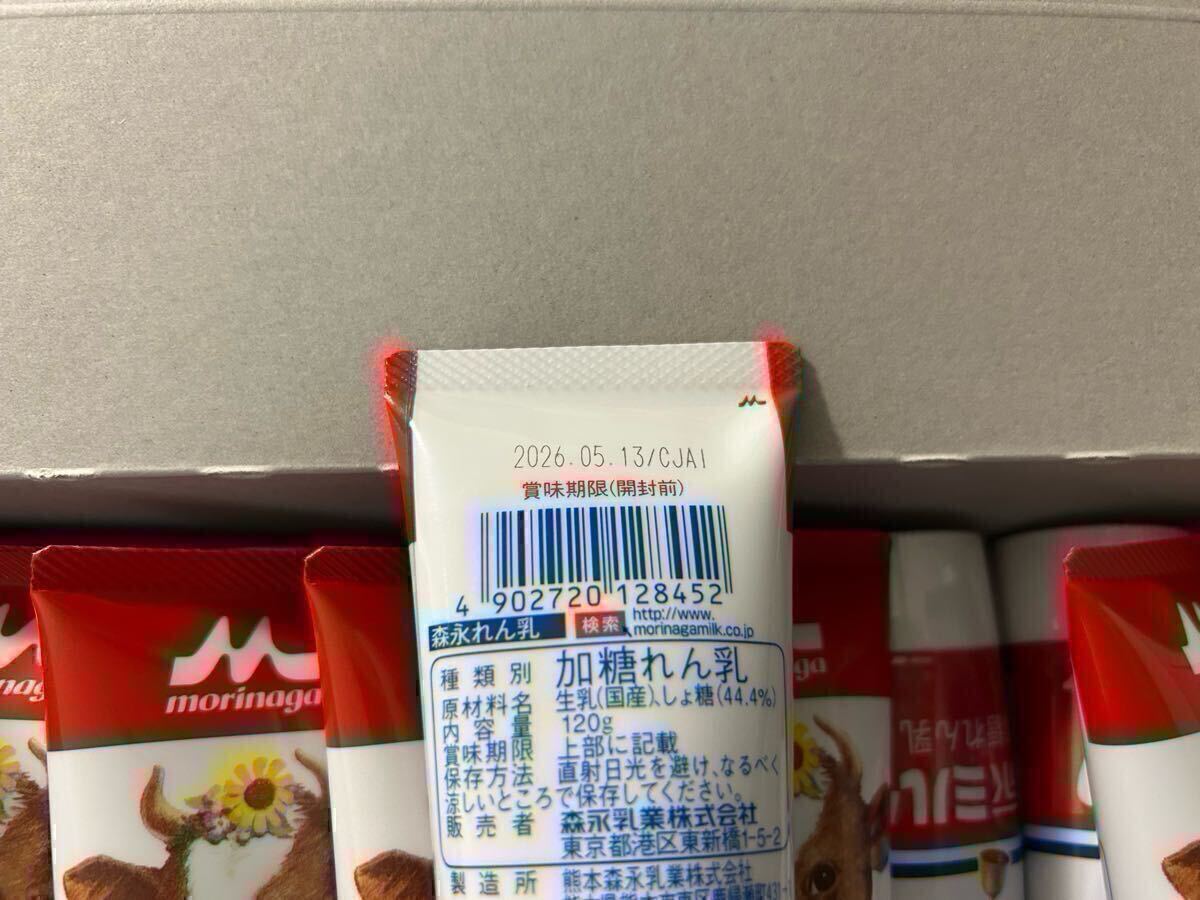 2026.05.13/CJA1
賞味期限(開封前)
4 902720 128452
森永れん乳 検索 http://www.
morinagamilk.co.jp
種類別 加糖れん乳
原材料名 生乳(国産)、しょ糖(44.4%)
内容量 120g
賞味期限 上部に記載
保存方法 直射日光を避け、なるべく
涼しいところで保存してください。
販売者 森永乳業株式会社
東京都港区東新橋1-5-2
製造所 熊本森永乳業株式会社
morinaga
れん乳
ミル